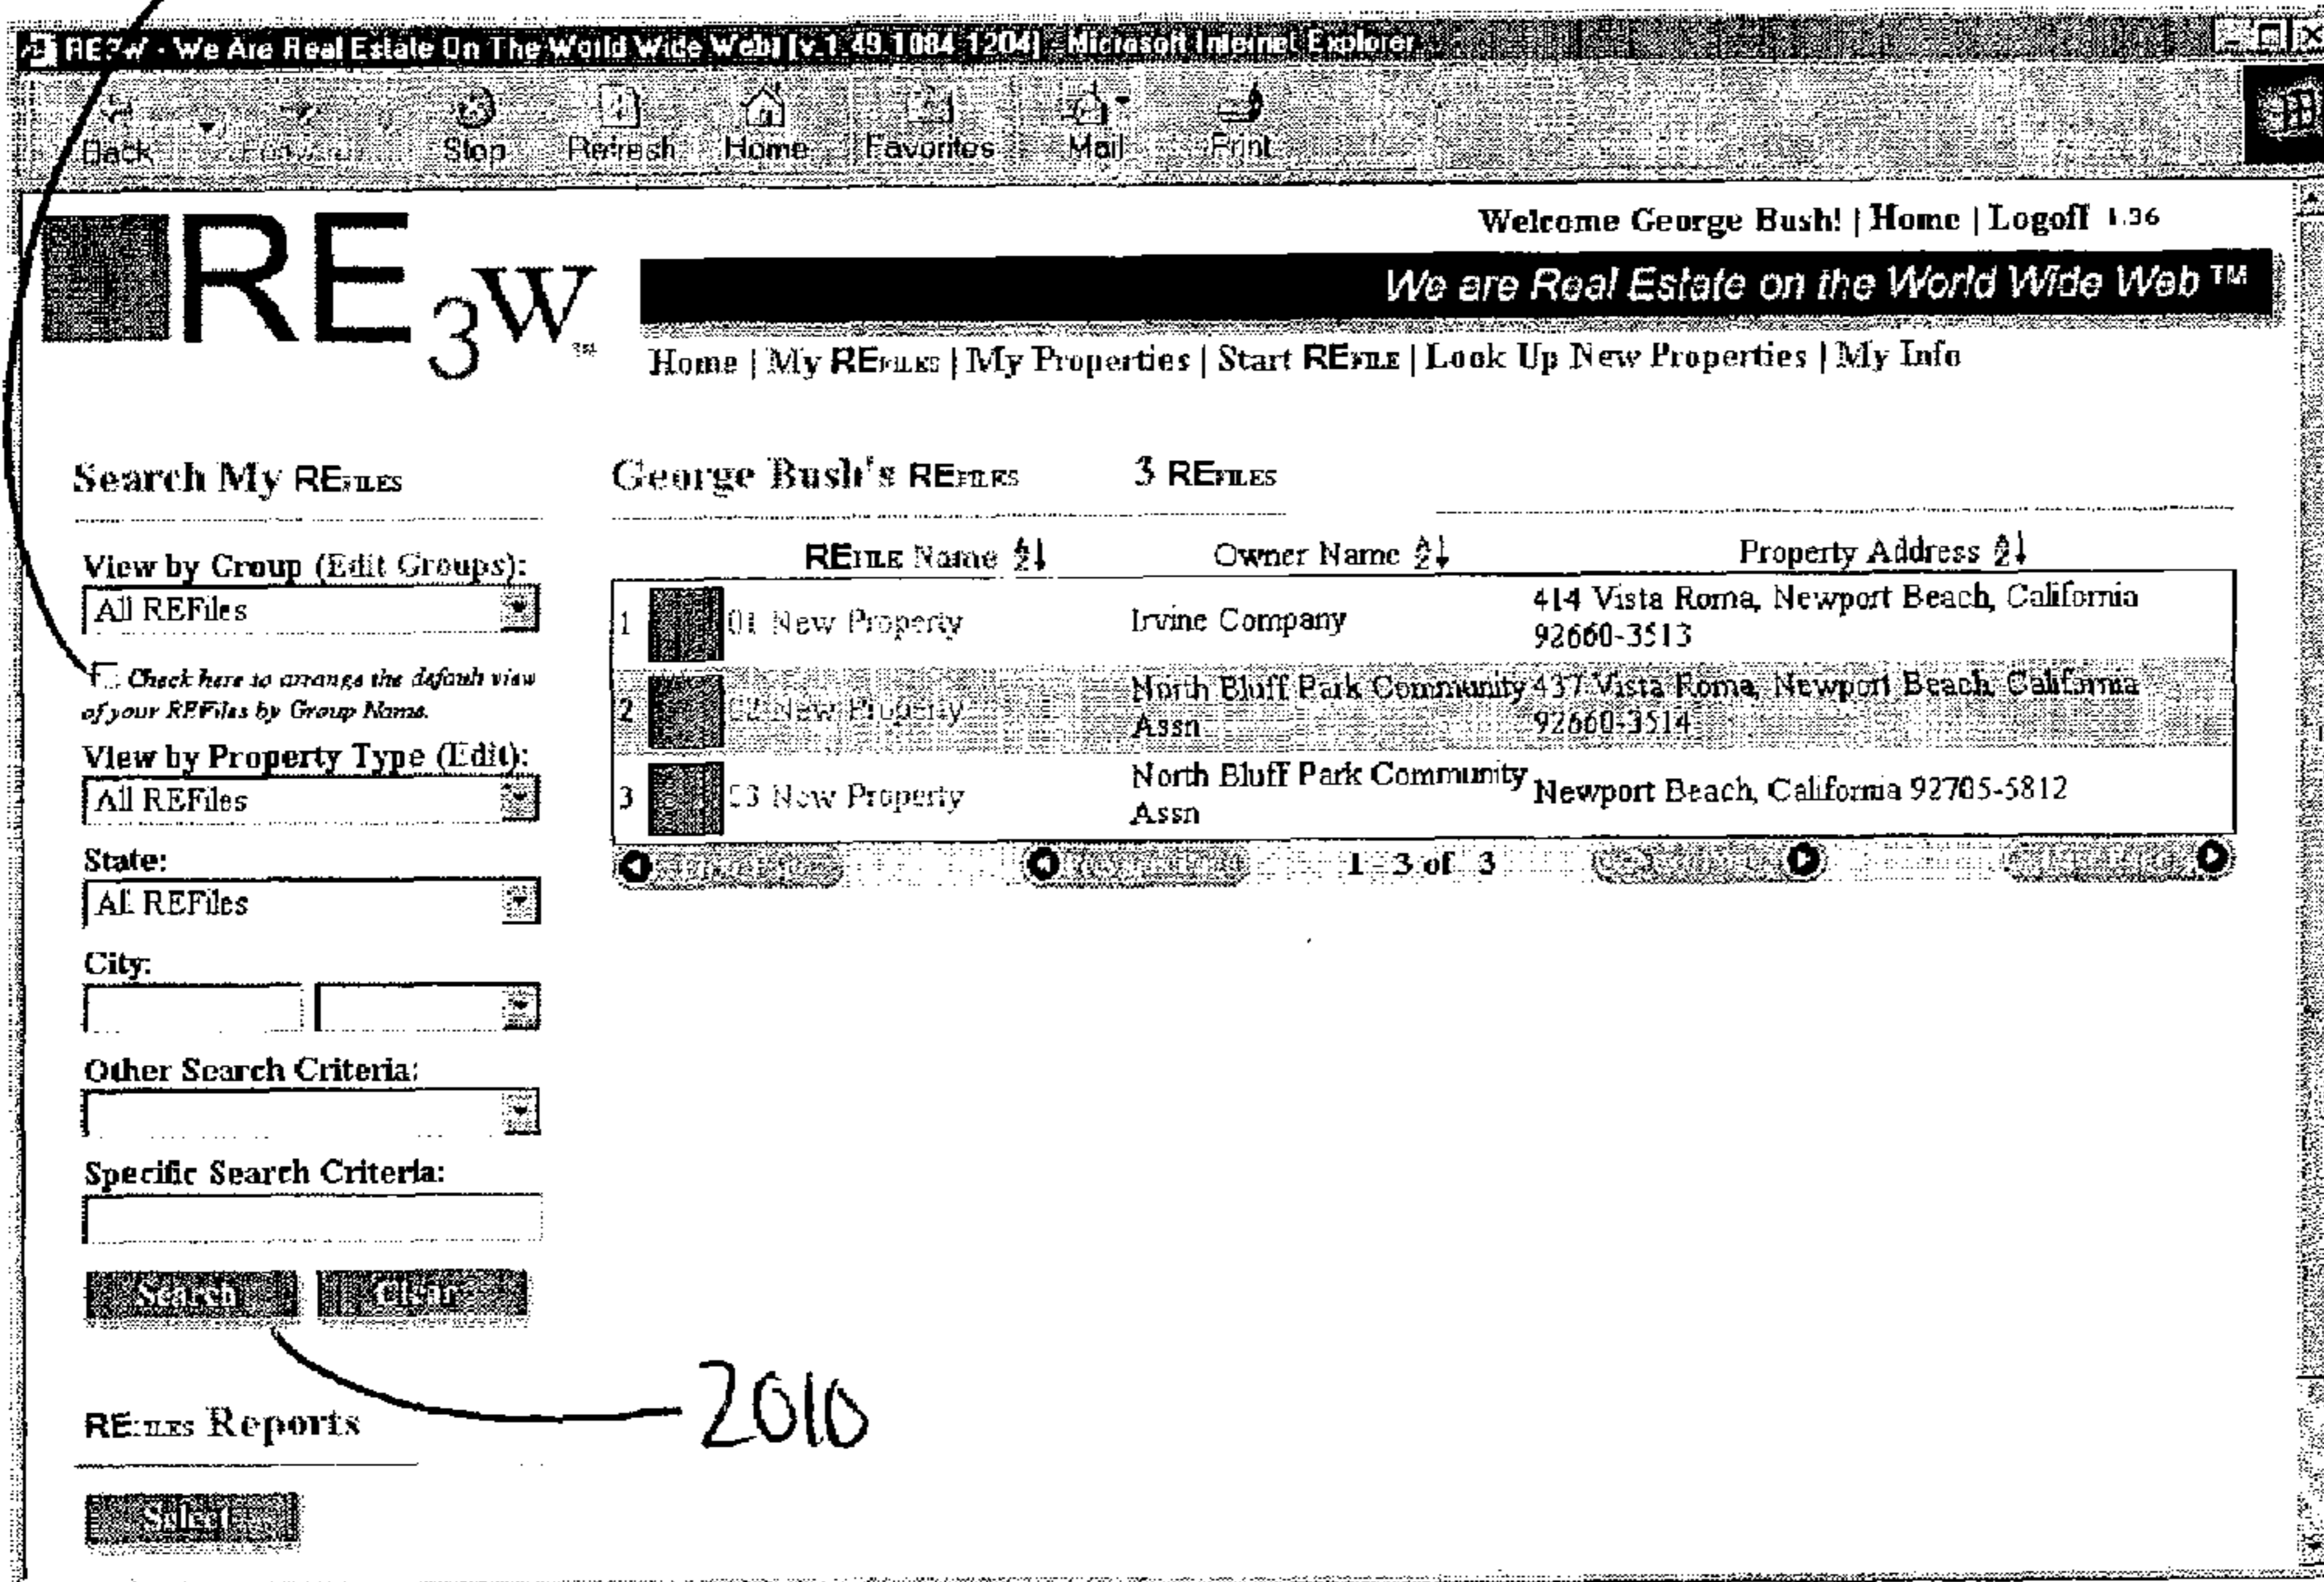 RE3W - We Are Real Estate On The World Wide Web! [v.1.49.1084.1204] - Microsoft Internet Explorer
Back Stop Refresh Home Favorites Mail Print
Welcome George Bush! | Home | Logoff 1.36
RE3W TM
We are Real Estate on the World Wide Web TM
Home | My REFILES | My Properties | Start REFILE | Look Up New Properties | My Info
Search My REFILES
George Bush's REFILES 3 REFILES
View by Group (Edit Groups):
All REFiles
Check here to arrange the default view
of your REFiles by Group Name.
View by Property Type (Edit):
All REFiles
State:
All REFiles
City:
Other Search Criteria:
Specific Search Criteria:
Search Clear
REFILES Reports
Select
REFILE Name Owner Name Property Address
1 01 New Property Irvine Company 414 Vista Roma, Newport Beach, California
92660-3513
2 02 New Property North Bluff Park Community 437 Vista Roma, Newport Beach, California
Assn 92660-3514
3 03 New Property North Bluff Park Community Newport Beach, California 92705-5812
Assn
1 - 3 of 3
2010